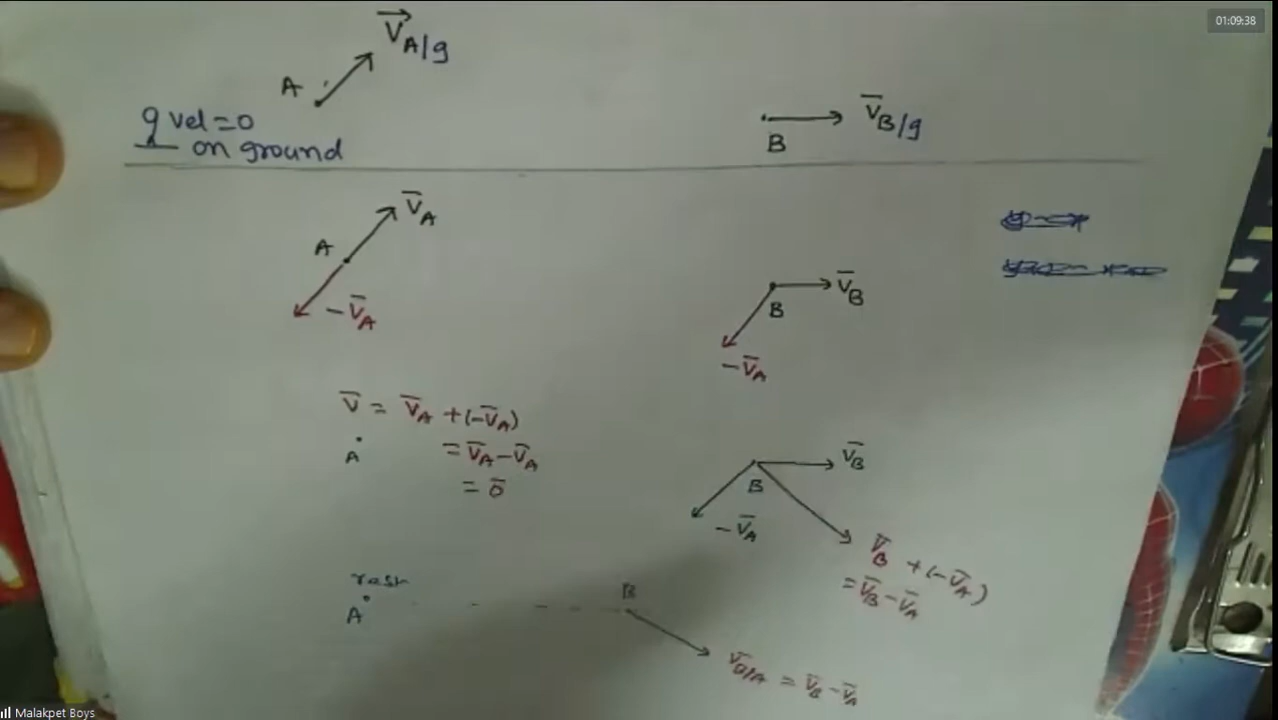 01:09:38
V⃗A/g
A
g vel=0
on ground
V̄B/g
B
V̄A
A
-V̄A
V̄B
B
-V̄A
V̄ = V̄A + (-V̄A)
A
= V̄A - V̄A
= 0̄
V̄B
B
-V̄A
V̄B + (-V̄A)
= V̄B - V̄A
rest
A
B
V̄B/A = V̄B - V̄A
Malakpet Boys